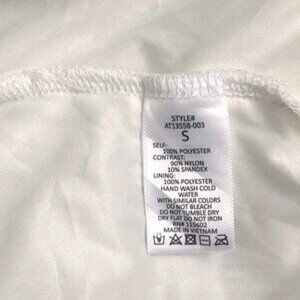 STYLE#
AT13558-003
S
SELF:
100% POLYESTER
CONTRAST:
90% NYLON
10% SPANDEX
LINING:
100% POLYESTER
HAND WASH COLD
WATER
WITH SIMILAR COLORS
DO NOT BLEACH
DO NOT TUMBLE DRY
DRY FLAT DO NOT IRON
RN# 115602
MADE IN VIETNAM